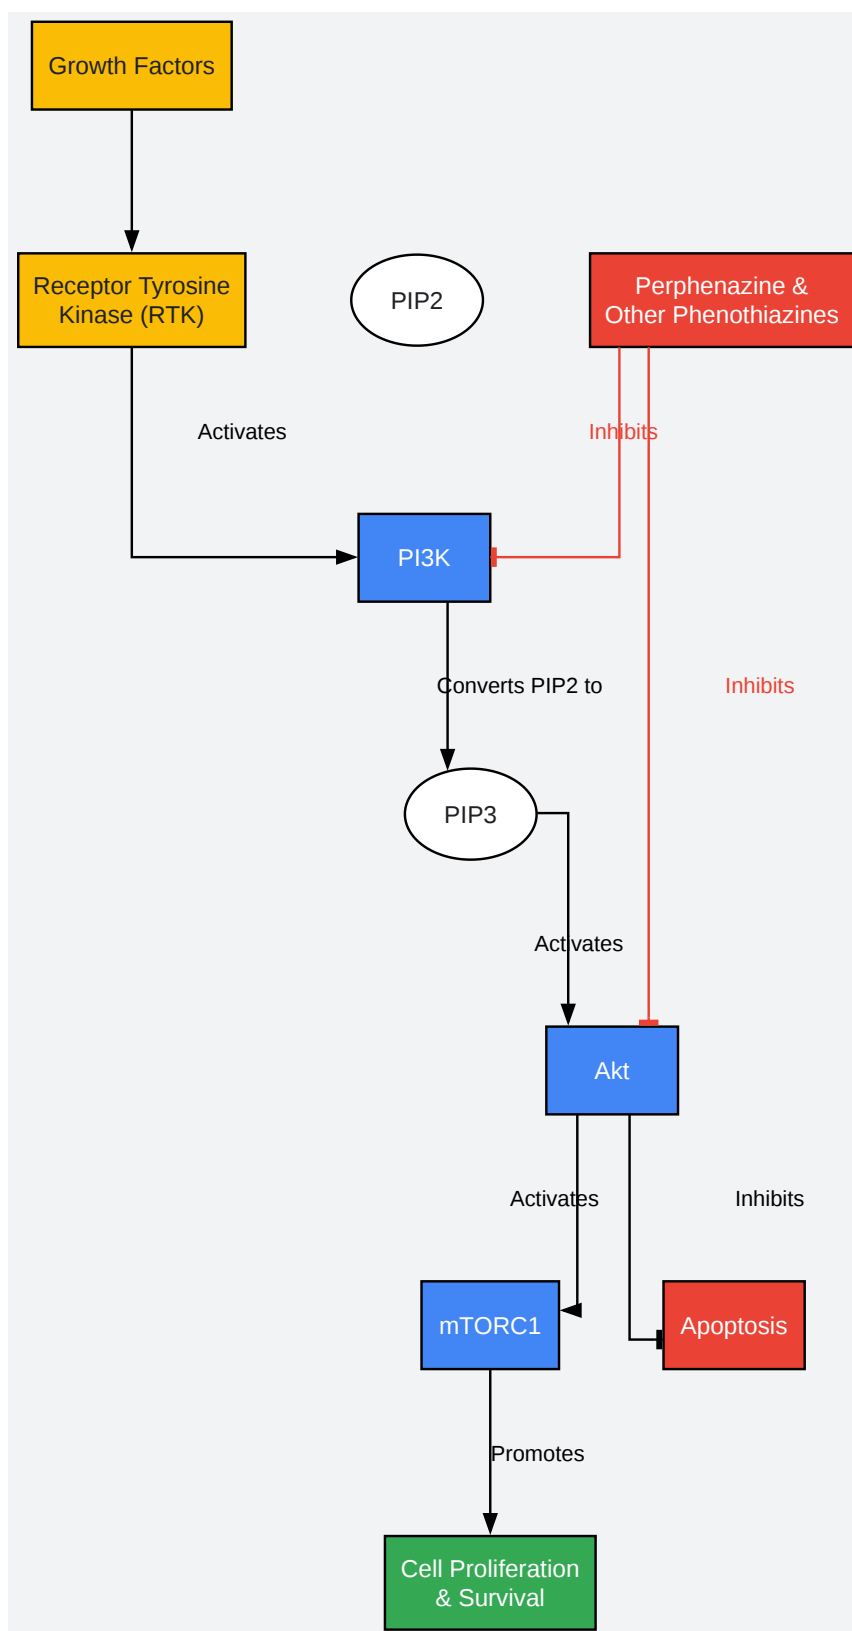 Growth Factors
Receptor Tyrosine
Kinase (RTK)
PIP2
Perphenazine &
Other Phenothiazines
Activates
Inhibits
PI3K
Converts PIP2 to
Inhibits
PIP3
Activates
Akt
Activates
Inhibits
mTORC1
Apoptosis
Promotes
Cell Proliferation
& Survival